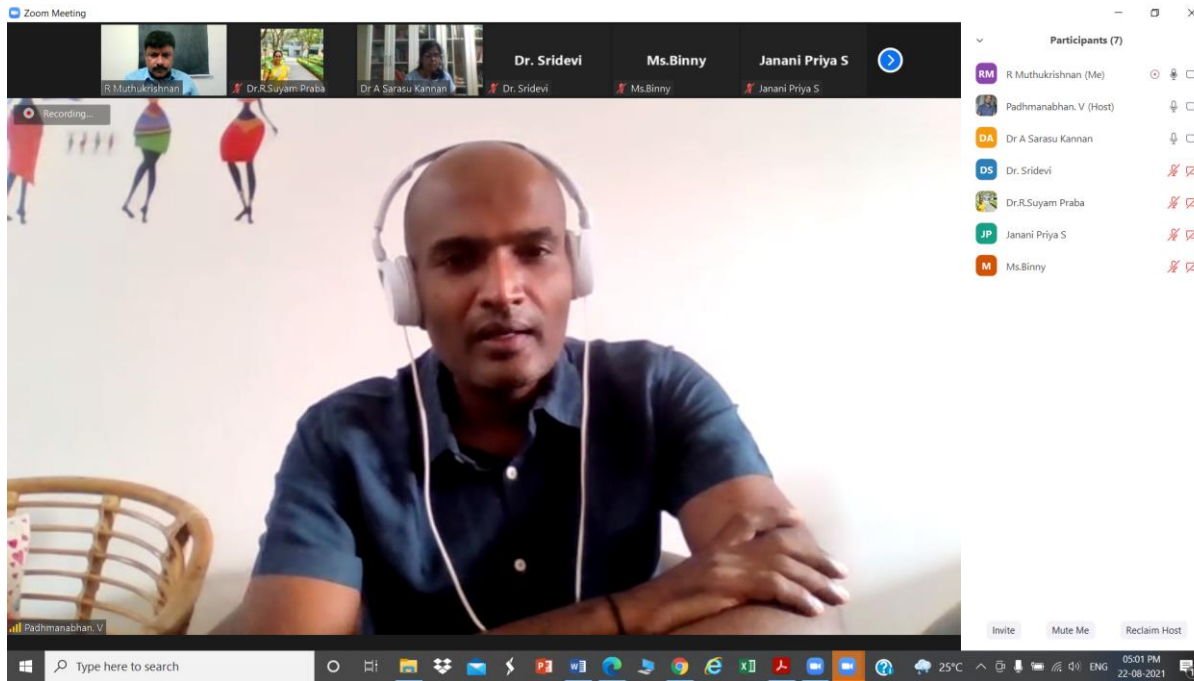 Zoom Meeting
R Muthukrishnan
Dr.R.Suyam Praba
Dr A Sarasu Kannan
Dr. Sridevi
Dr. Sridevi
Ms.Binny
Ms.Binny
Janani Priya S
Janani Priya S
Recording...
Padhmanabhan. V
Participants (7)
RM R Muthukrishnan (Me)
Padhmanabhan. V (Host)
DA Dr A Sarasu Kannan
DS Dr. Sridevi
Dr.R.Suyam Praba
JP Janani Priya S
M Ms.Binny
Invite Mute Me Reclaim Host
Type here to search
25°C ENG
05:01 PM
22-08-2021